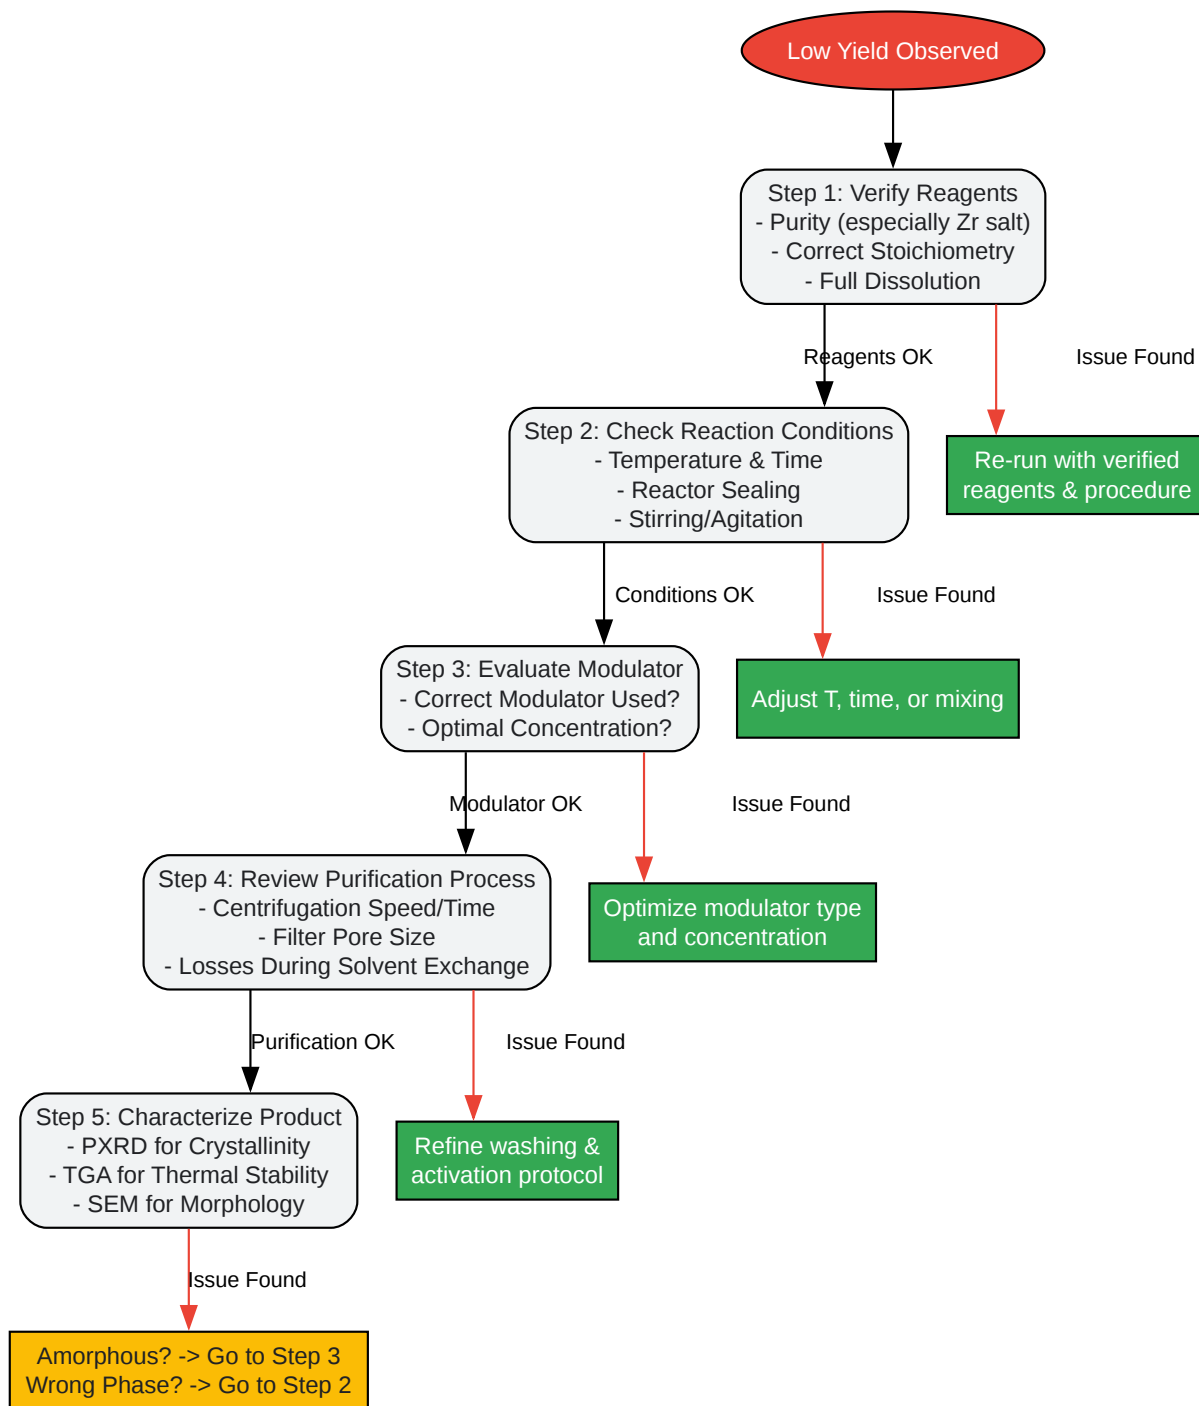 Low Yield Observed
Step 1: Verify Reagents
- Purity (especially Zr salt)
- Correct Stoichiometry
- Full Dissolution
Reagents OK
Issue Found
Step 2: Check Reaction Conditions
- Temperature & Time
- Reactor Sealing
- Stirring/Agitation
Re-run with verified
reagents & procedure
Conditions OK
Issue Found
Step 3: Evaluate Modulator
- Correct Modulator Used?
- Optimal Concentration?
Adjust T, time, or mixing
Modulator OK
Issue Found
Step 4: Review Purification Process
- Centrifugation Speed/Time
- Filter Pore Size
- Losses During Solvent Exchange
Optimize modulator type
and concentration
Purification OK
Issue Found
Step 5: Characterize Product
- PXRD for Crystallinity
- TGA for Thermal Stability
- SEM for Morphology
Refine washing &
activation protocol
Issue Found
Amorphous? -> Go to Step 3
Wrong Phase? -> Go to Step 2